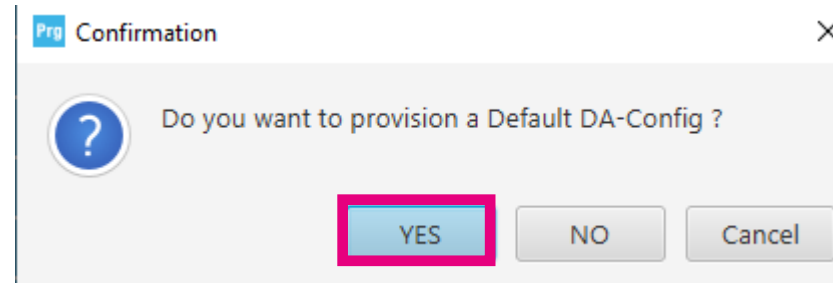 Prg Confirmation
Do you want to provision a Default DA-Config ?
YES NO Cancel